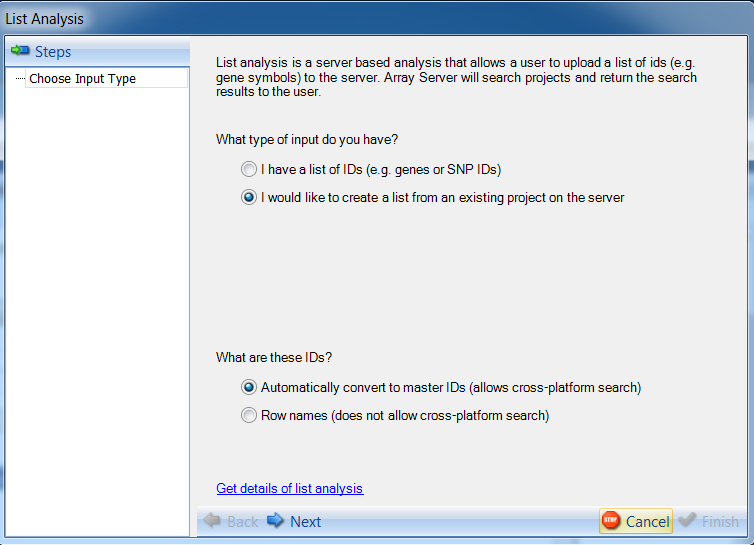 List Analysis
Steps
Choose Input Type
List analysis is a server based analysis that allows a user to upload a list of ids (e.g.
gene symbols) to the server. Array Server will search projects and return the search
results to the user.
What type of input do you have?
I have a list of IDs (e.g. genes or SNP IDs)
I would like to create a list from an existing project on the server
What are these IDs?
Automatically convert to master IDs (allows cross-platform search)
Row names (does not allow cross-platform search)
Get details of list analysis
Back Next STOP Cancel Finish